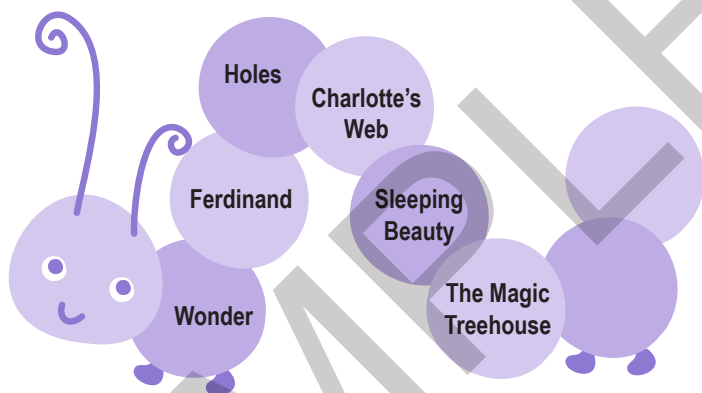 Holes
Charlotte's
Web
Ferdinand
Sleeping
Beauty
Wonder
The Magic
Treehouse